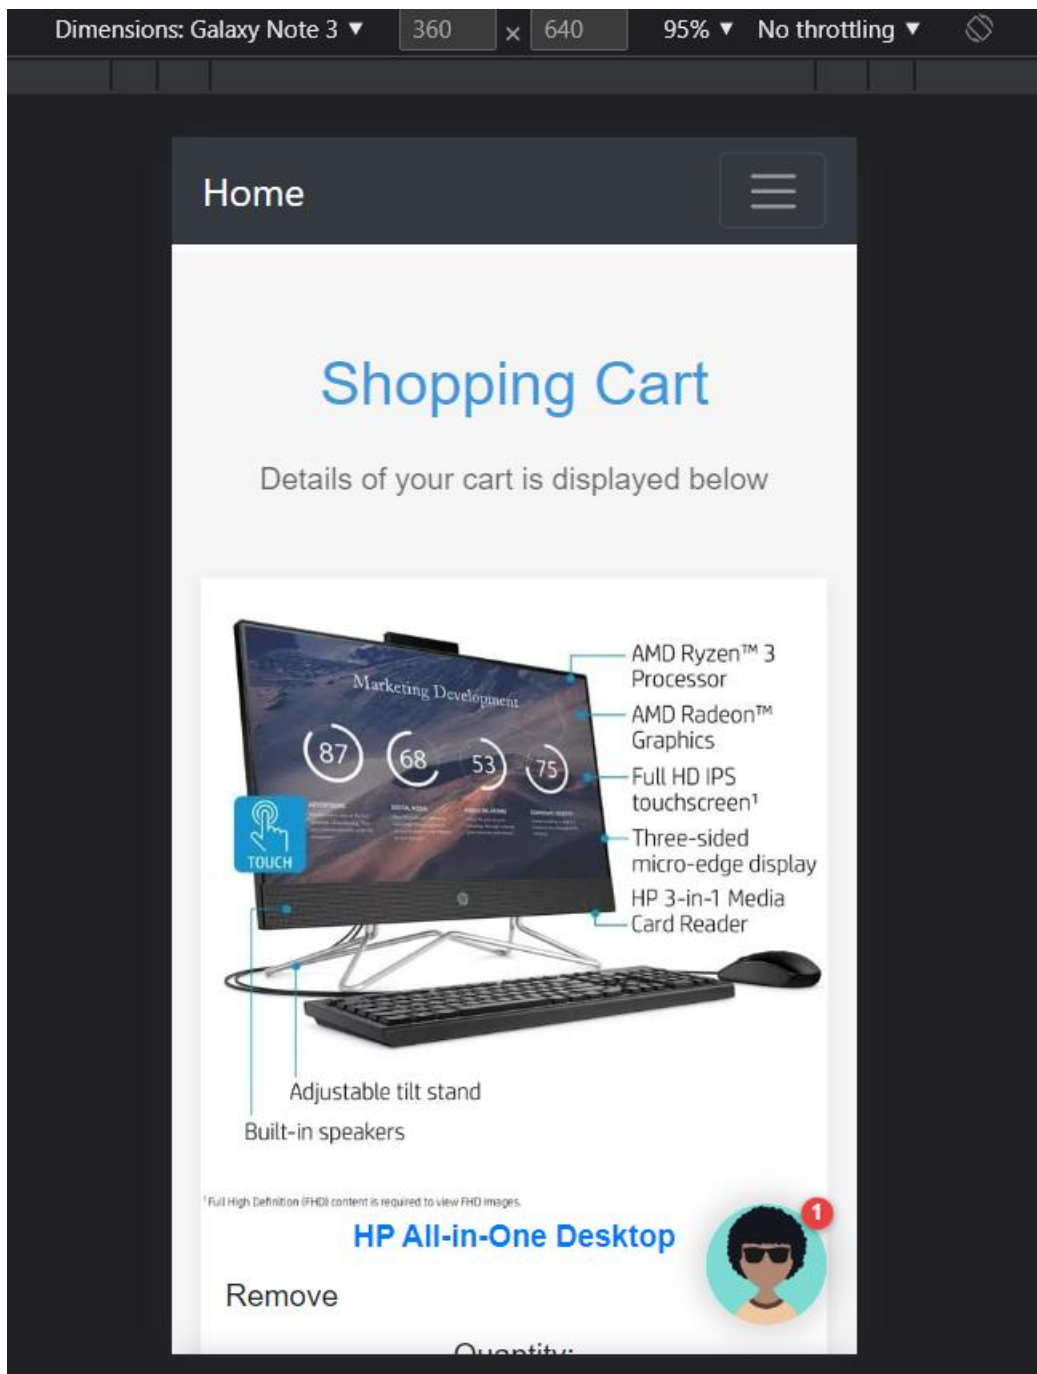 Dimensions: Galaxy Note 3 ▼ 360 × 640 95% ▼ No throttling ▼
Home
Shopping Cart
Details of your cart is displayed below
Marketing Development
87 68 53 75
TOUCH
AMD Ryzen™ 3
Processor
AMD Radeon™
Graphics
Full HD IPS
touchscreen¹
Three-sided
micro-edge display
HP 3-in-1 Media
Card Reader
Adjustable tilt stand
Built-in speakers
¹Full High Definition (FHD) content is required to view FHD images.
HP All-in-One Desktop
1
Remove
Quantity: